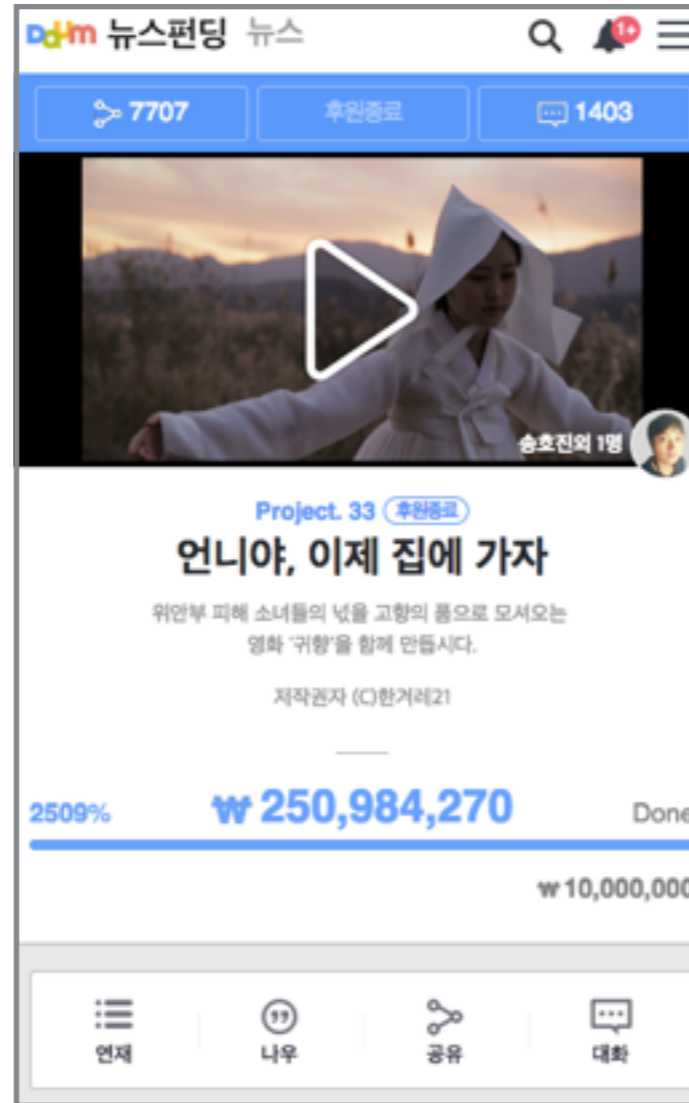 Daum 뉴스펀딩 뉴스
1+
7707 후원종료 1403
송호진외 1명
Project. 33 후원종료
언니야, 이제 집에 가자
위안부 피해 소녀들의 넋을 고향의 품으로 모셔오는
영화 '귀향'을 함께 만듭시다.
저작권자 (C)한겨레21
2509% ₩ 250,984,270 Done
₩ 10,000,000
연재 나우 공유 대화